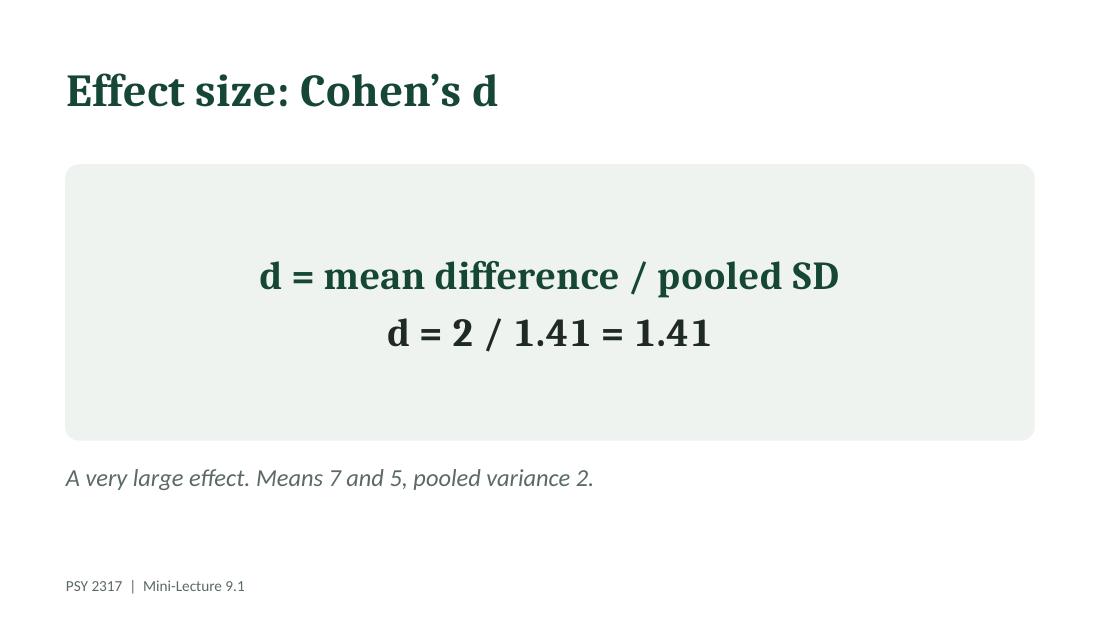 Effect size: Cohen’s d
d = mean difference / pooled SD
d = 2 / 1.41 = 1.41
A very large effect. Means 7 and 5, pooled variance 2.
PSY 2317 | Mini-Lecture 9.1